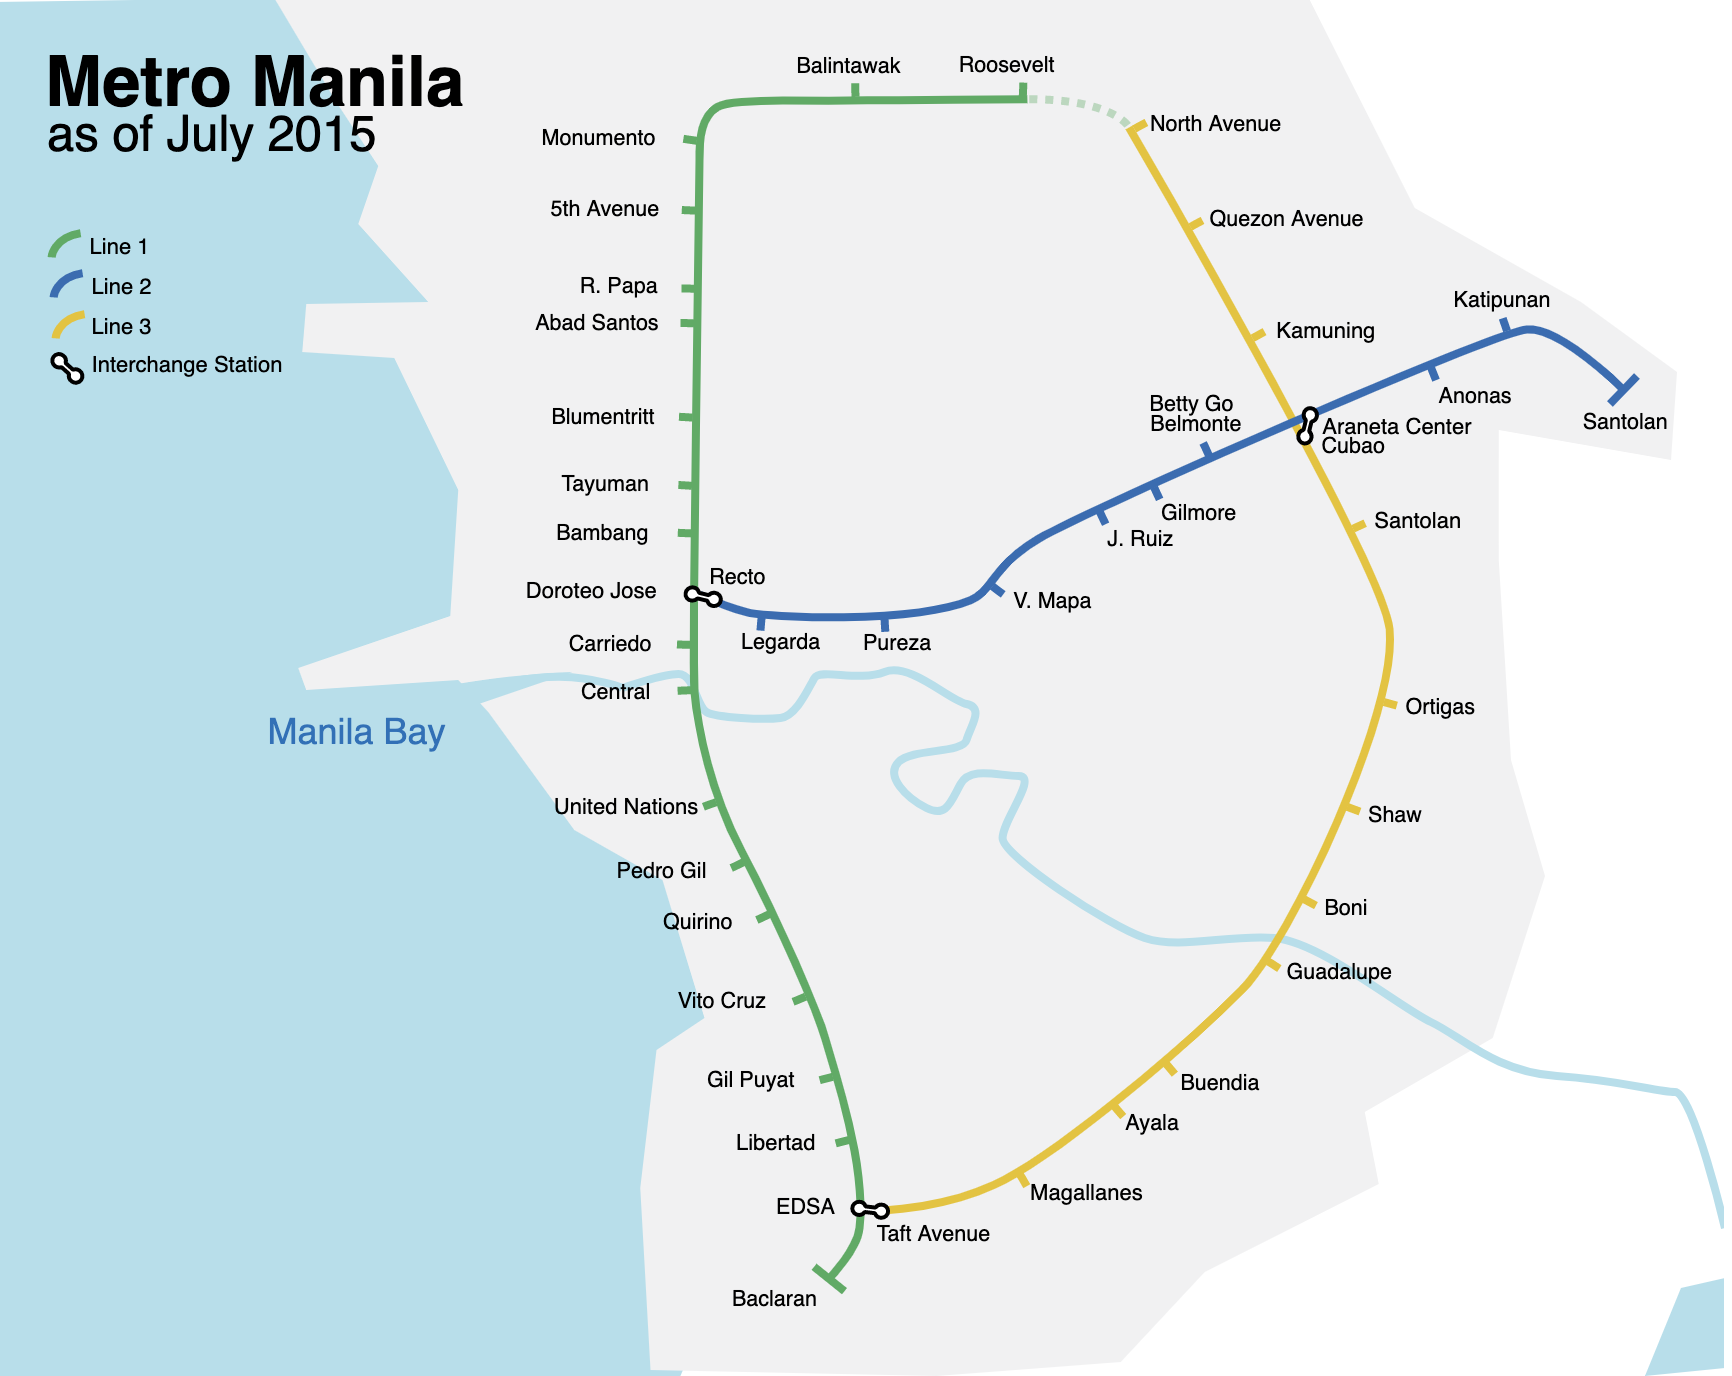 Metro Manila
as of July 2015
Line 1
Line 2
Line 3
Interchange Station
Balintawak
Roosevelt
Monumento
5th Avenue
R. Papa
Abad Santos
Blumentritt
Tayuman
Bambang
Doroteo Jose
Carriedo
Central
United Nations
Pedro Gil
Quirino
Vito Cruz
Gil Puyat
Libertad
EDSA
Baclaran
Recto
Legarda
Pureza
V. Mapa
J. Ruiz
Gilmore
Betty Go
Belmonte
Araneta Center
Cubao
Anonas
Katipunan
Santolan
North Avenue
Quezon Avenue
Kamuning
Santolan
Ortigas
Shaw
Boni
Guadalupe
Buendia
Ayala
Magallanes
Taft Avenue
Manila Bay